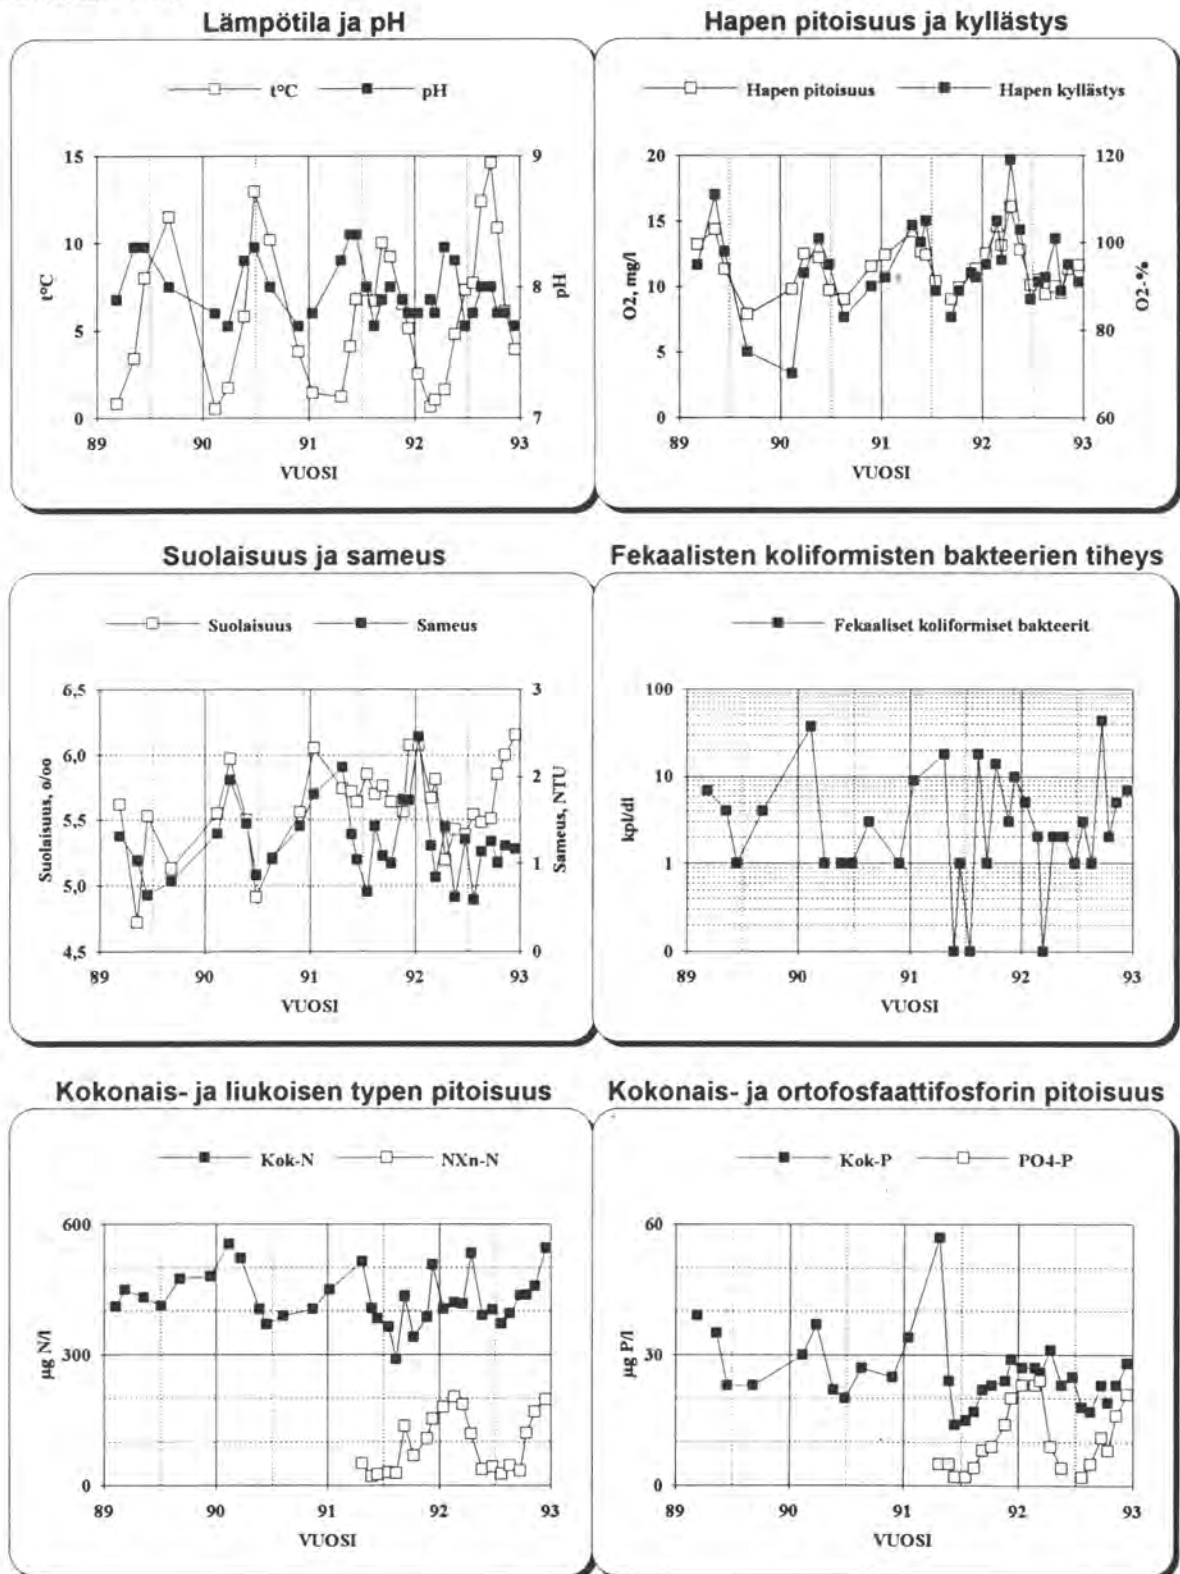 Lämpötila ja pH
t°C pH
15 9
10
8
5
0 7
t°C
pH
89 90 91 92 93
VUOSI
Hapen pitoisuus ja kyllästys
Hapen pitoisuus Hapen kyllästys
20 120
15 100
10
5 80
0 60
O2, mg/l
O2-%
89 90 91 92 93
VUOSI
Suolaisuus ja sameus
Suolaisuus Sameus
6,5 3
6,0 2
5,5
5,0 1
4,5 0
Suolaisuus, o/oo
Sameus, NTU
89 90 91 92 93
VUOSI
Fekaalisten koliformisten bakteerien tiheys
Fekaaliset koliformiset bakteerit
100
10
1
0
kpl/dl
89 90 91 92 93
VUOSI
Kokonais- ja liukoisen typen pitoisuus
Kok-N NXn-N
600
300
0
µg N/l
89 90 91 92 93
VUOSI
Kokonais- ja ortofosfaattifosforin pitoisuus
Kok-P PO4-P
60
30
0
µg P/l
89 90 91 92 93
VUOSI